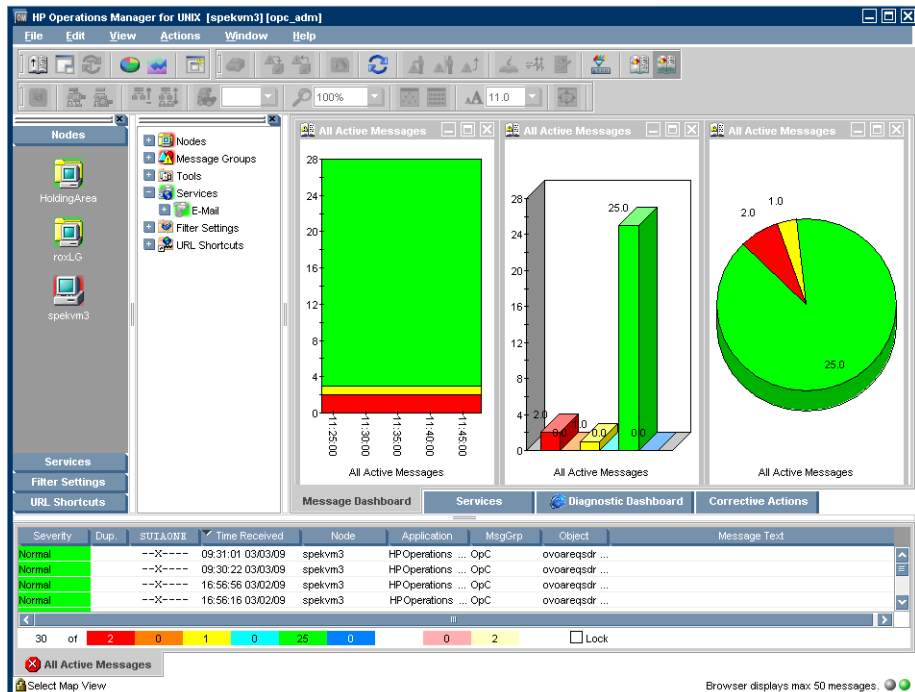 HP Operations Manager for UNIX [spekvm3] [opc_adm]
File Edit View Actions Window Help
100%
11.0
Nodes
HoldingArea
roxLG
spekvm3
Services
Filter Settings
URL Shortcuts
Nodes
Message Groups
Tools
Services
E-Mail
Filter Settings
URL Shortcuts
All Active Messages
28
24
20
16
12
8
4
0
11:25:00
11:30:00
11:35:00
11:40:00
11:45:00
All Active Messages
All Active Messages
28
24
20
16
12
8
4
0
2.0
0.0
.0
0.0
25.0
0.0
All Active Messages
All Active Messages
2.0
1.0
25.0
All Active Messages
Message Dashboard Services Diagnostic Dashboard Corrective Actions
Severity Dup. SUIAONE Time Received Node Application MsgGrp Object Message Text
Normal --X---- 09:31:01 03/03/09 spekvm3 HP Operations ... OpC ovoareqsdr ...
Normal --X---- 09:30:22 03/03/09 spekvm3 HP Operations ... OpC ovoareqsdr ...
Normal --X---- 16:56:56 03/02/09 spekvm3 HP Operations ... OpC ovoareqsdr ...
Normal --X---- 16:56:16 03/02/09 spekvm3 HP Operations ... OpC ovoareqsdr ...
30 of 2 0 1 0 25 0 0 2 Lock
All Active Messages
Select Map View
Browser displays max 50 messages.